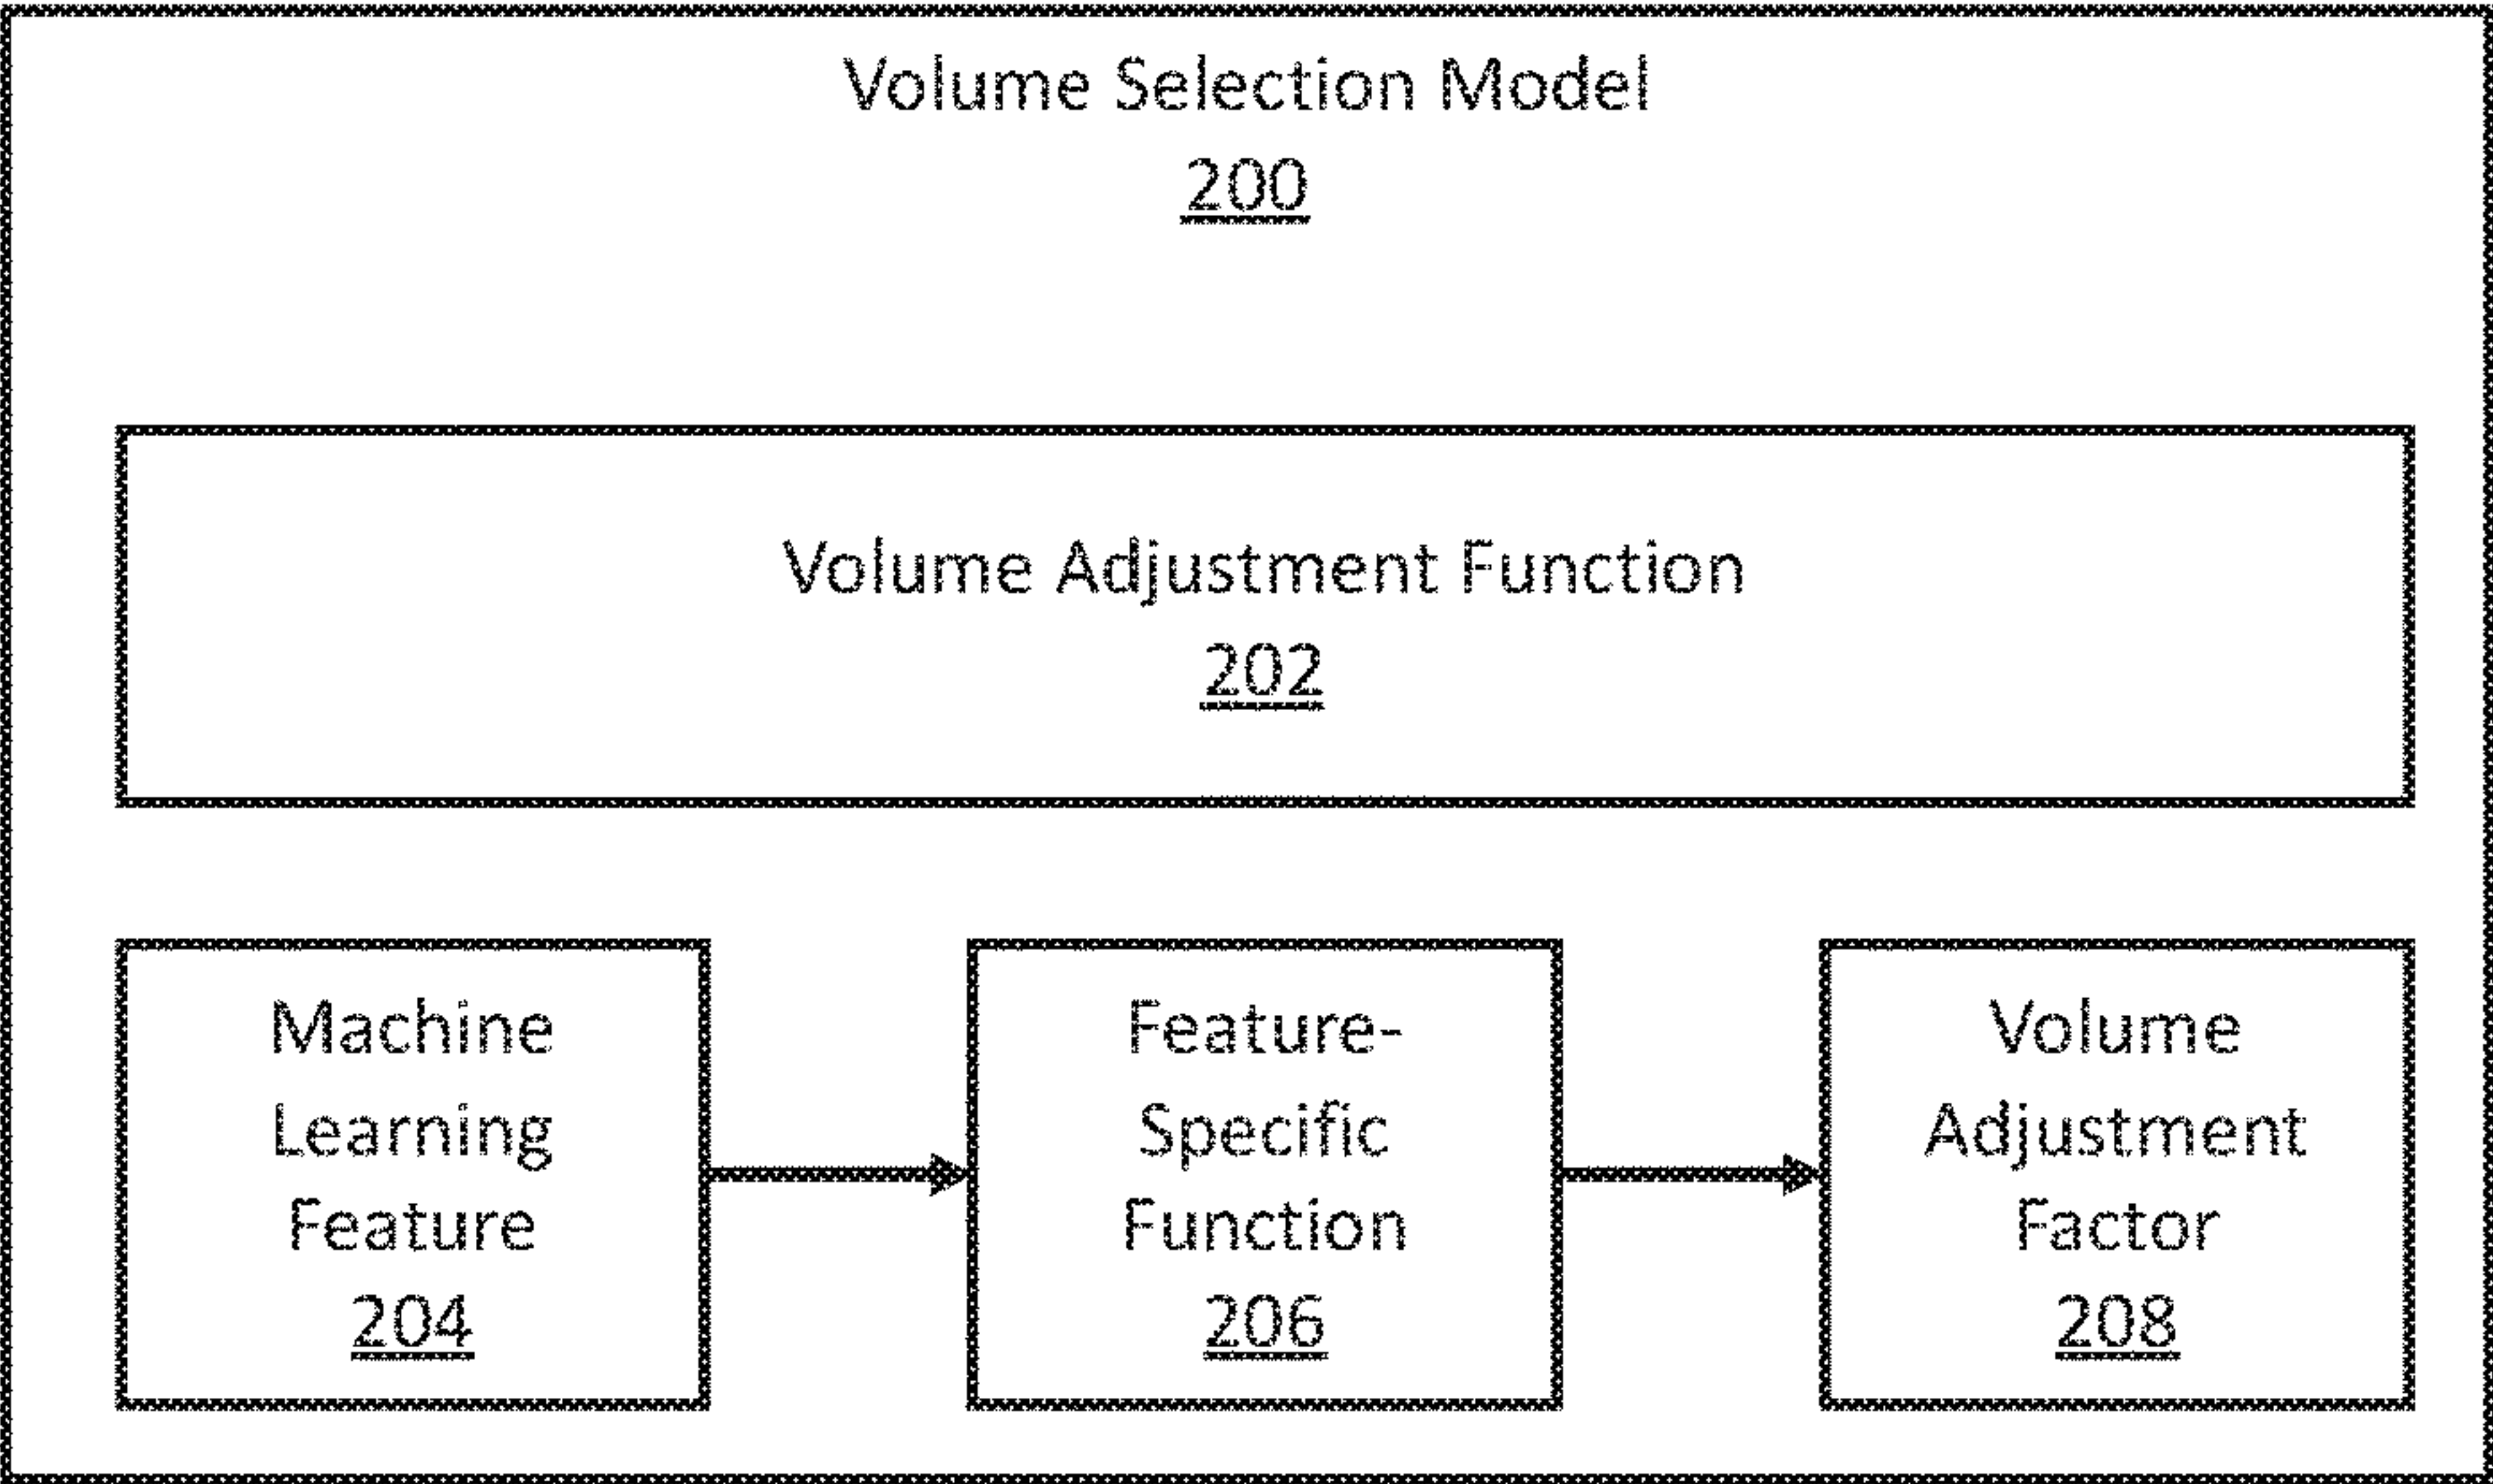 Volume Selection Model
200
Volume Adjustment Function
202
Machine
Learning
Feature
204
Feature-
Specific
Function
206
Volume
Adjustment
Factor
208